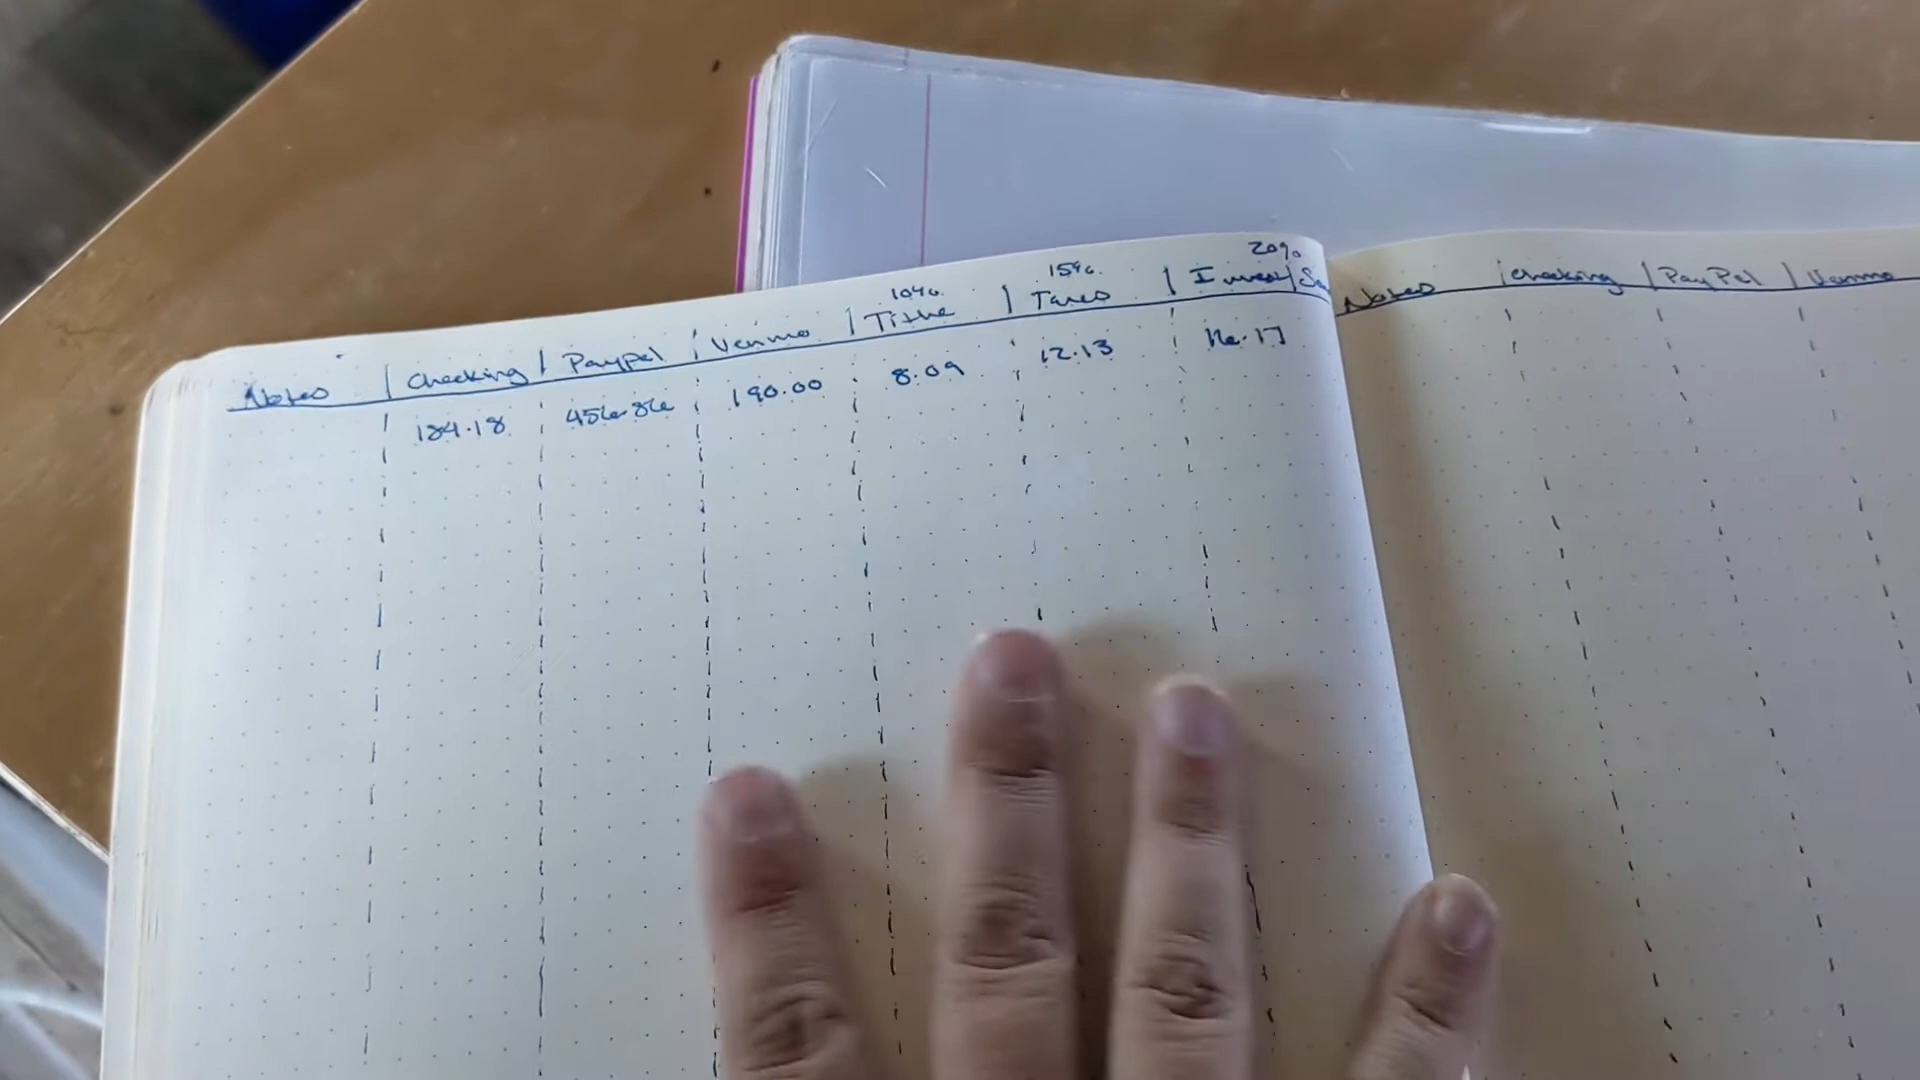 10% 15% 20%
Notes | Checking | Paypal | Venmo | Tithe | Taxes | Invest/Sa
184.18 456.86 190.00 8.09 12.13 16.17
Notes | Checking | PayPal | Venmo